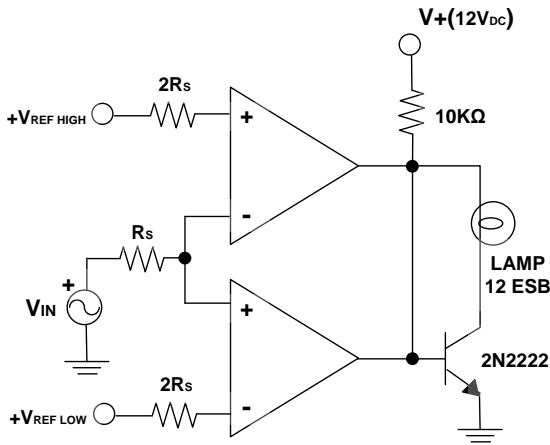 V+(12VDC)
2RS
+VREF HIGH
+
10KΩ
-
RS
+
VIN
LAMP
12 ESB
+
2RS
2N2222
+VREF LOW
-